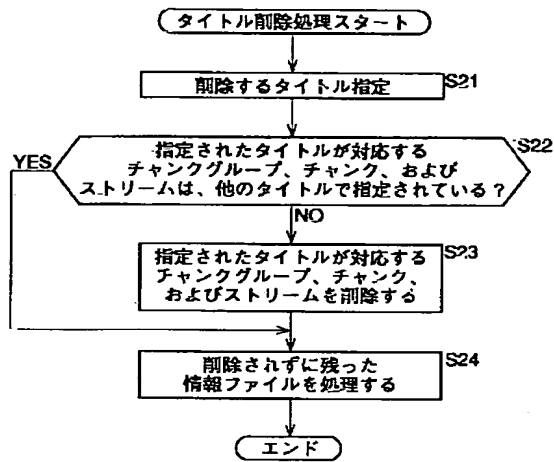 タイトル削除処理スタート
削除するタイトル指定
S21
指定されたタイトルが対応する
チャンクグループ、チャンク、および
ストリームは、他のタイトルで指定されている？
S22
YES
NO
指定されたタイトルが対応する
チャンクグループ、チャンク、
およびストリームを削除する
S23
削除されずに残った
情報ファイルを処理する
S24
エンド